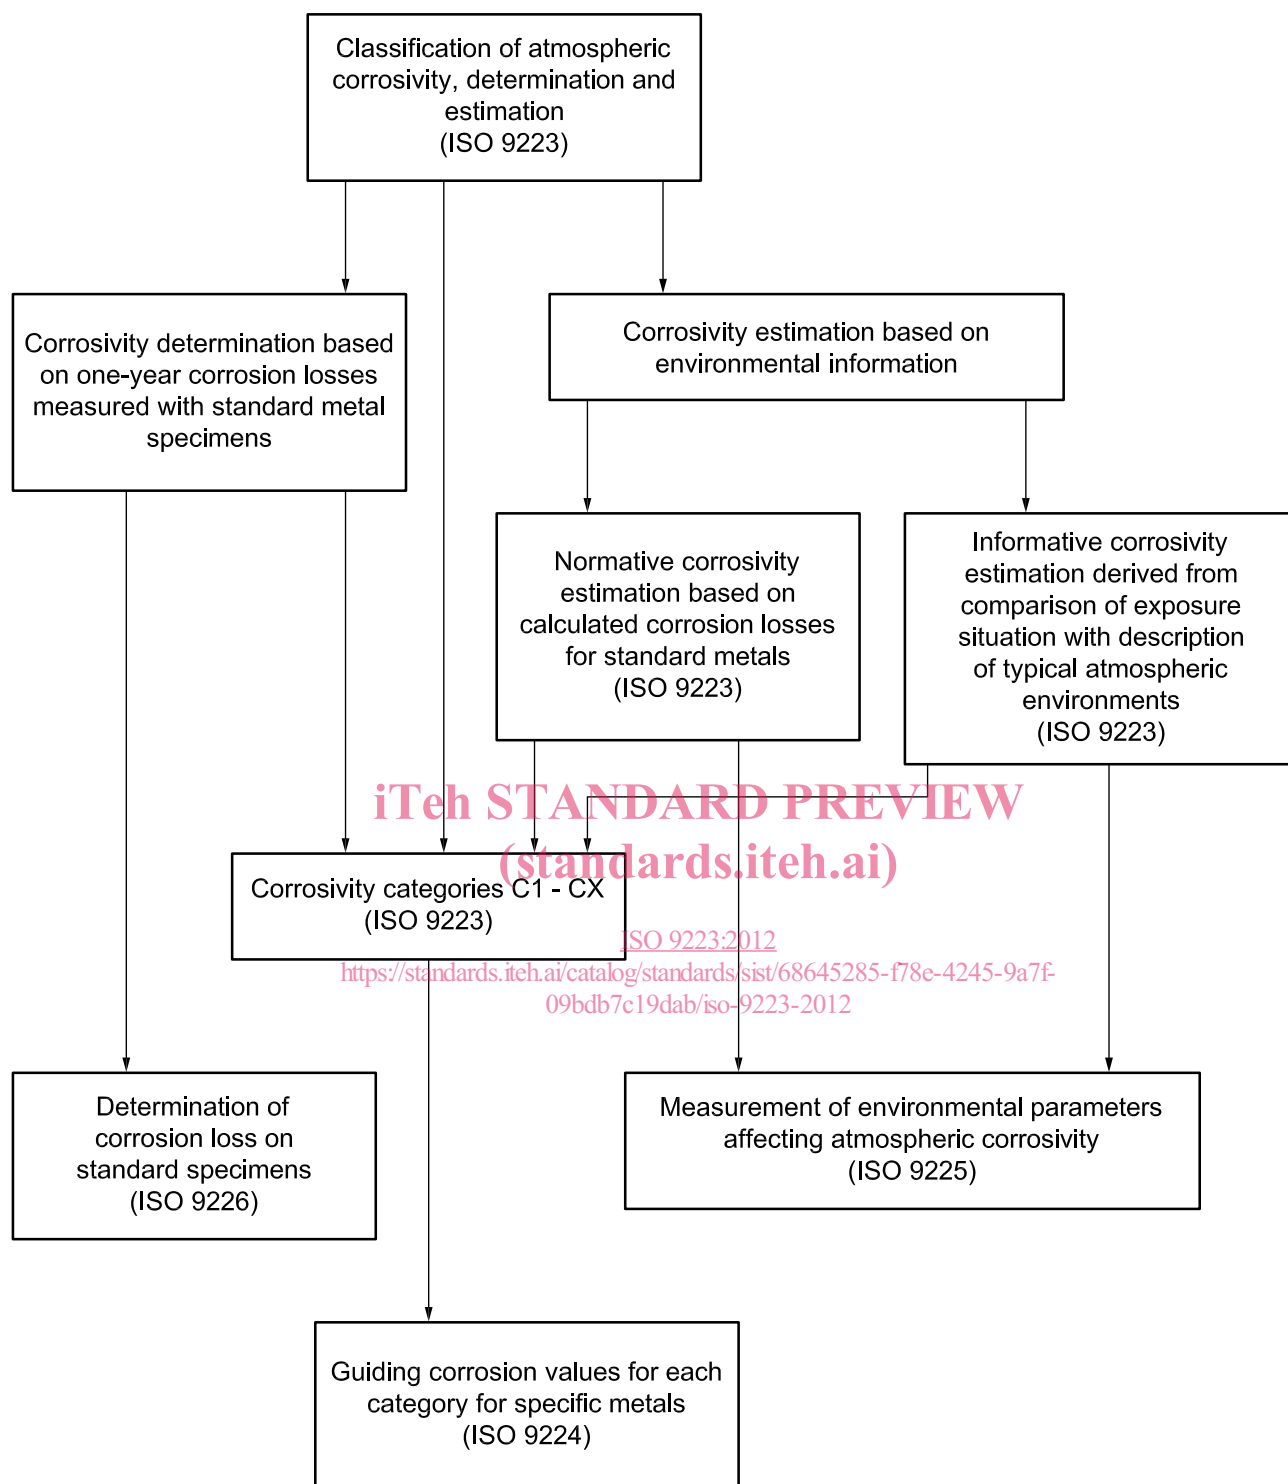 Classification of atmospheric
corrosivity, determination and
estimation
(ISO 9223)
Corrosivity determination based
on one-year corrosion losses
measured with standard metal
specimens
Corrosivity estimation based on
environmental information
Normative corrosivity
estimation based on
calculated corrosion losses
for standard metals
(ISO 9223)
Informative corrosivity
estimation derived from
comparison of exposure
situation with description
of typical atmospheric
environments
(ISO 9223)
iTeh STANDARD PREVIEW
(standards.iteh.ai)
Corrosivity categories C1 - CX
(ISO 9223)
ISO 9223:2012
https://standards.iteh.ai/catalog/standards/sist/68645285-f78e-4245-9a7f-
09bdb7c19dab/iso-9223-2012
Determination of
corrosion loss on
standard specimens
(ISO 9226)
Measurement of environmental parameters
affecting atmospheric corrosivity
(ISO 9225)
Guiding corrosion values for each
category for specific metals
(ISO 9224)